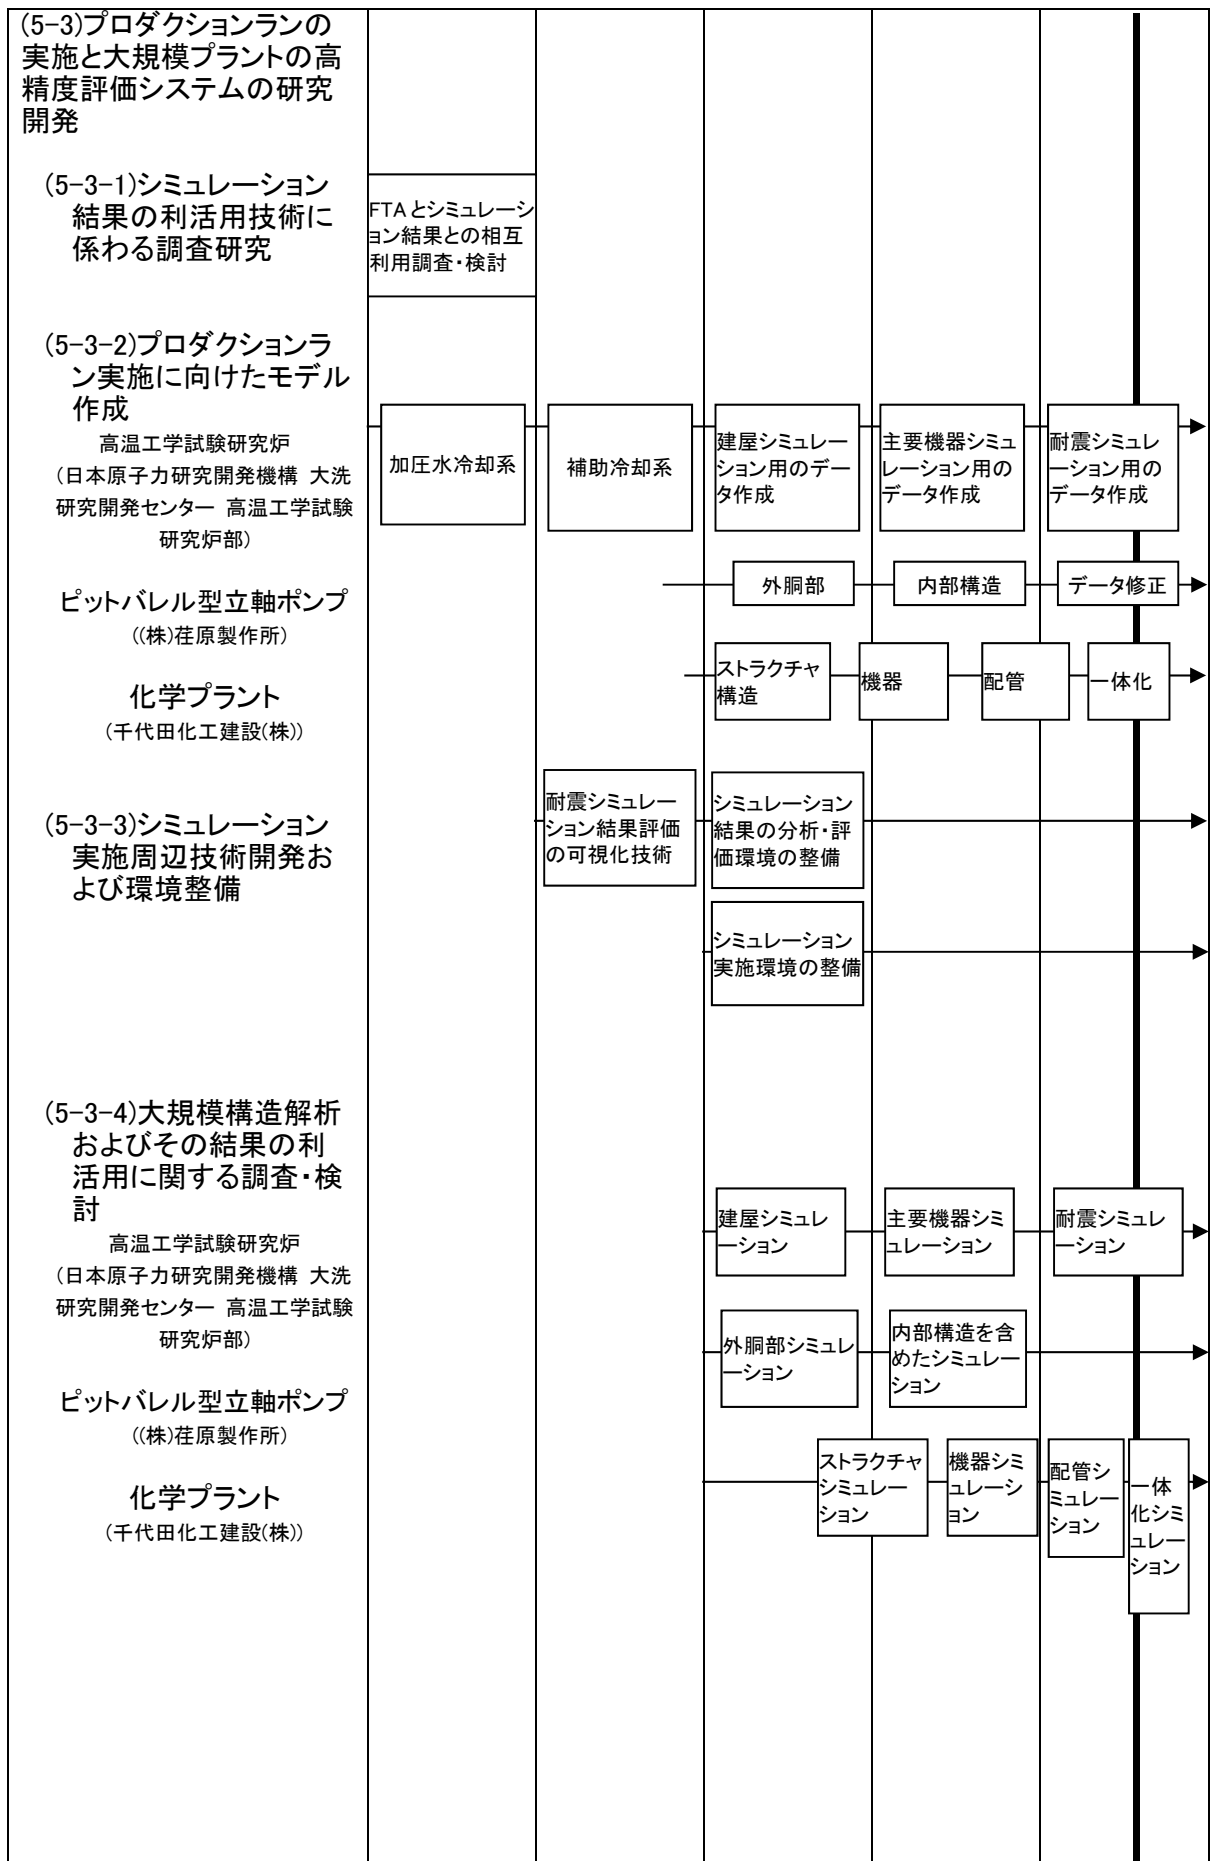 (5-3)プロダクションランの
実施と大規模プラントの高
精度評価システムの研究
開発
(5-3-1)シミュレーション
結果の利活用技術に
係わる調査研究
FTAとシミュレーシ
ョン結果との相互
利用調査・検討
(5-3-2)プロダクションラ
ン実施に向けたモデル
作成
高温工学試験研究炉
(日本原子力研究開発機構 大洗
研究開発センター 高温工学試験
研究炉部)
加圧水冷却系
補助冷却系
建屋シミュレー
ション用のデー
タ作成
主要機器シミュ
レーション用の
データ作成
耐震シミュレ
ーション用の
データ作成
ピットバレル型立軸ポンプ
((株)荏原製作所)
外胴部
内部構造
データ修正
化学プラント
(千代田化工建設(株))
ストラクチャ
構造
機器
配管
一体化
(5-3-3)シミュレーション
実施周辺技術開発お
よび環境整備
耐震シミュレー
ション結果評価
の可視化技術
シミュレーション
結果の分析・評
価環境の整備
シミュレーション
実施環境の整備
(5-3-4)大規模構造解析
およびその結果の利
活用に関する調査・検
討
高温工学試験研究炉
(日本原子力研究開発機構 大洗
研究開発センター 高温工学試験
研究炉部)
建屋シミュレ
ーション
主要機器シミ
ュレーション
耐震シミュレ
ーション
ピットバレル型立軸ポンプ
((株)荏原製作所)
外胴部シミュレ
ーション
内部構造を含
めたシミュレー
ション
化学プラント
(千代田化工建設(株))
ストラクチャ
シミュレー
ション
機器シミ
ュレーシ
ョン
配管シ
ミュレー
ション
一体
化シミ
ュレー
ション